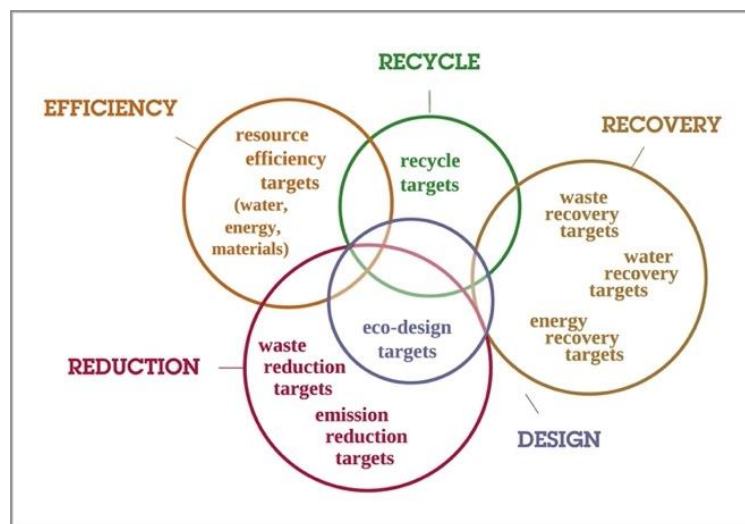 RECYCLE
EFFICIENCY
RECOVERY
resource
efficiency
targets
(water,
energy,
materials)
recycle
targets
waste
recovery
targets
water
recovery
targets
energy
recovery
targets
eco-design
targets
REDUCTION
waste
reduction
targets
emission
reduction
targets
DESIGN